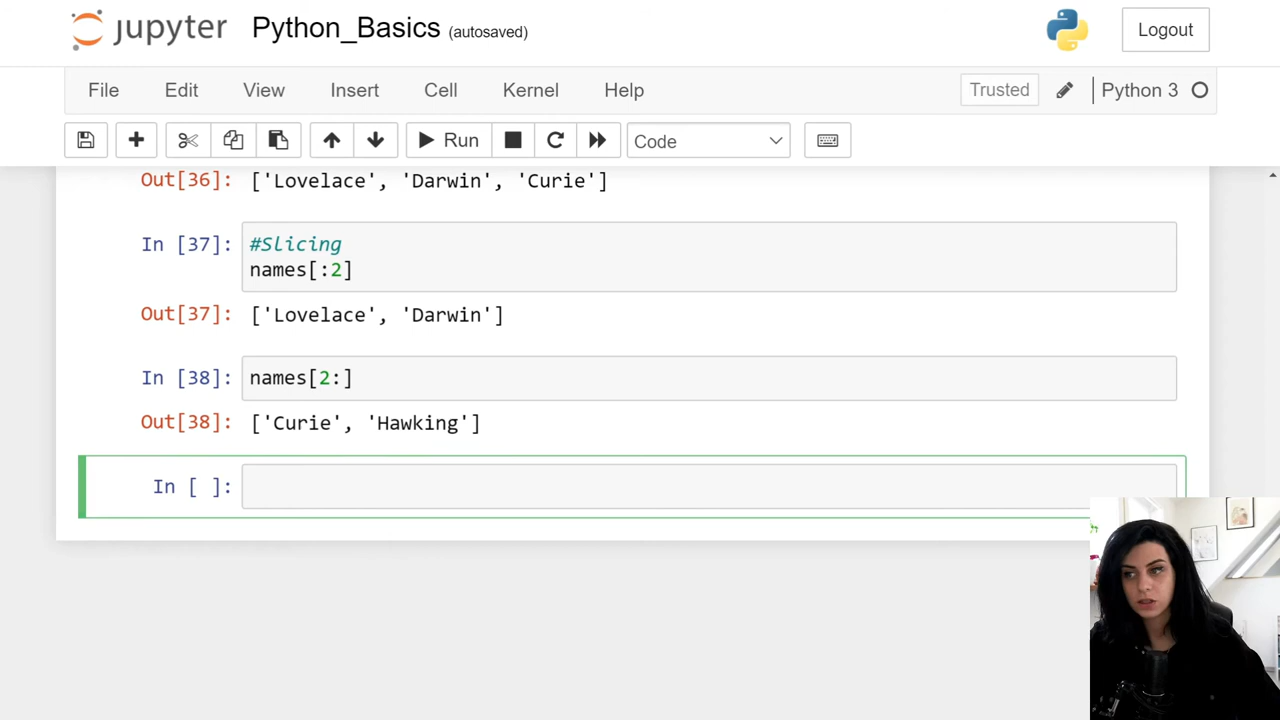 jupyter Python_Basics (autosaved) Logout
File Edit View Insert Cell Kernel Help Trusted Python 3
Run Code
Out[36]: ['Lovelace', 'Darwin', 'Curie']
In [37]: #Slicing
names[:2]
Out[37]: ['Lovelace', 'Darwin']
In [38]: names[2:]
Out[38]: ['Curie', 'Hawking']
In [ ]: